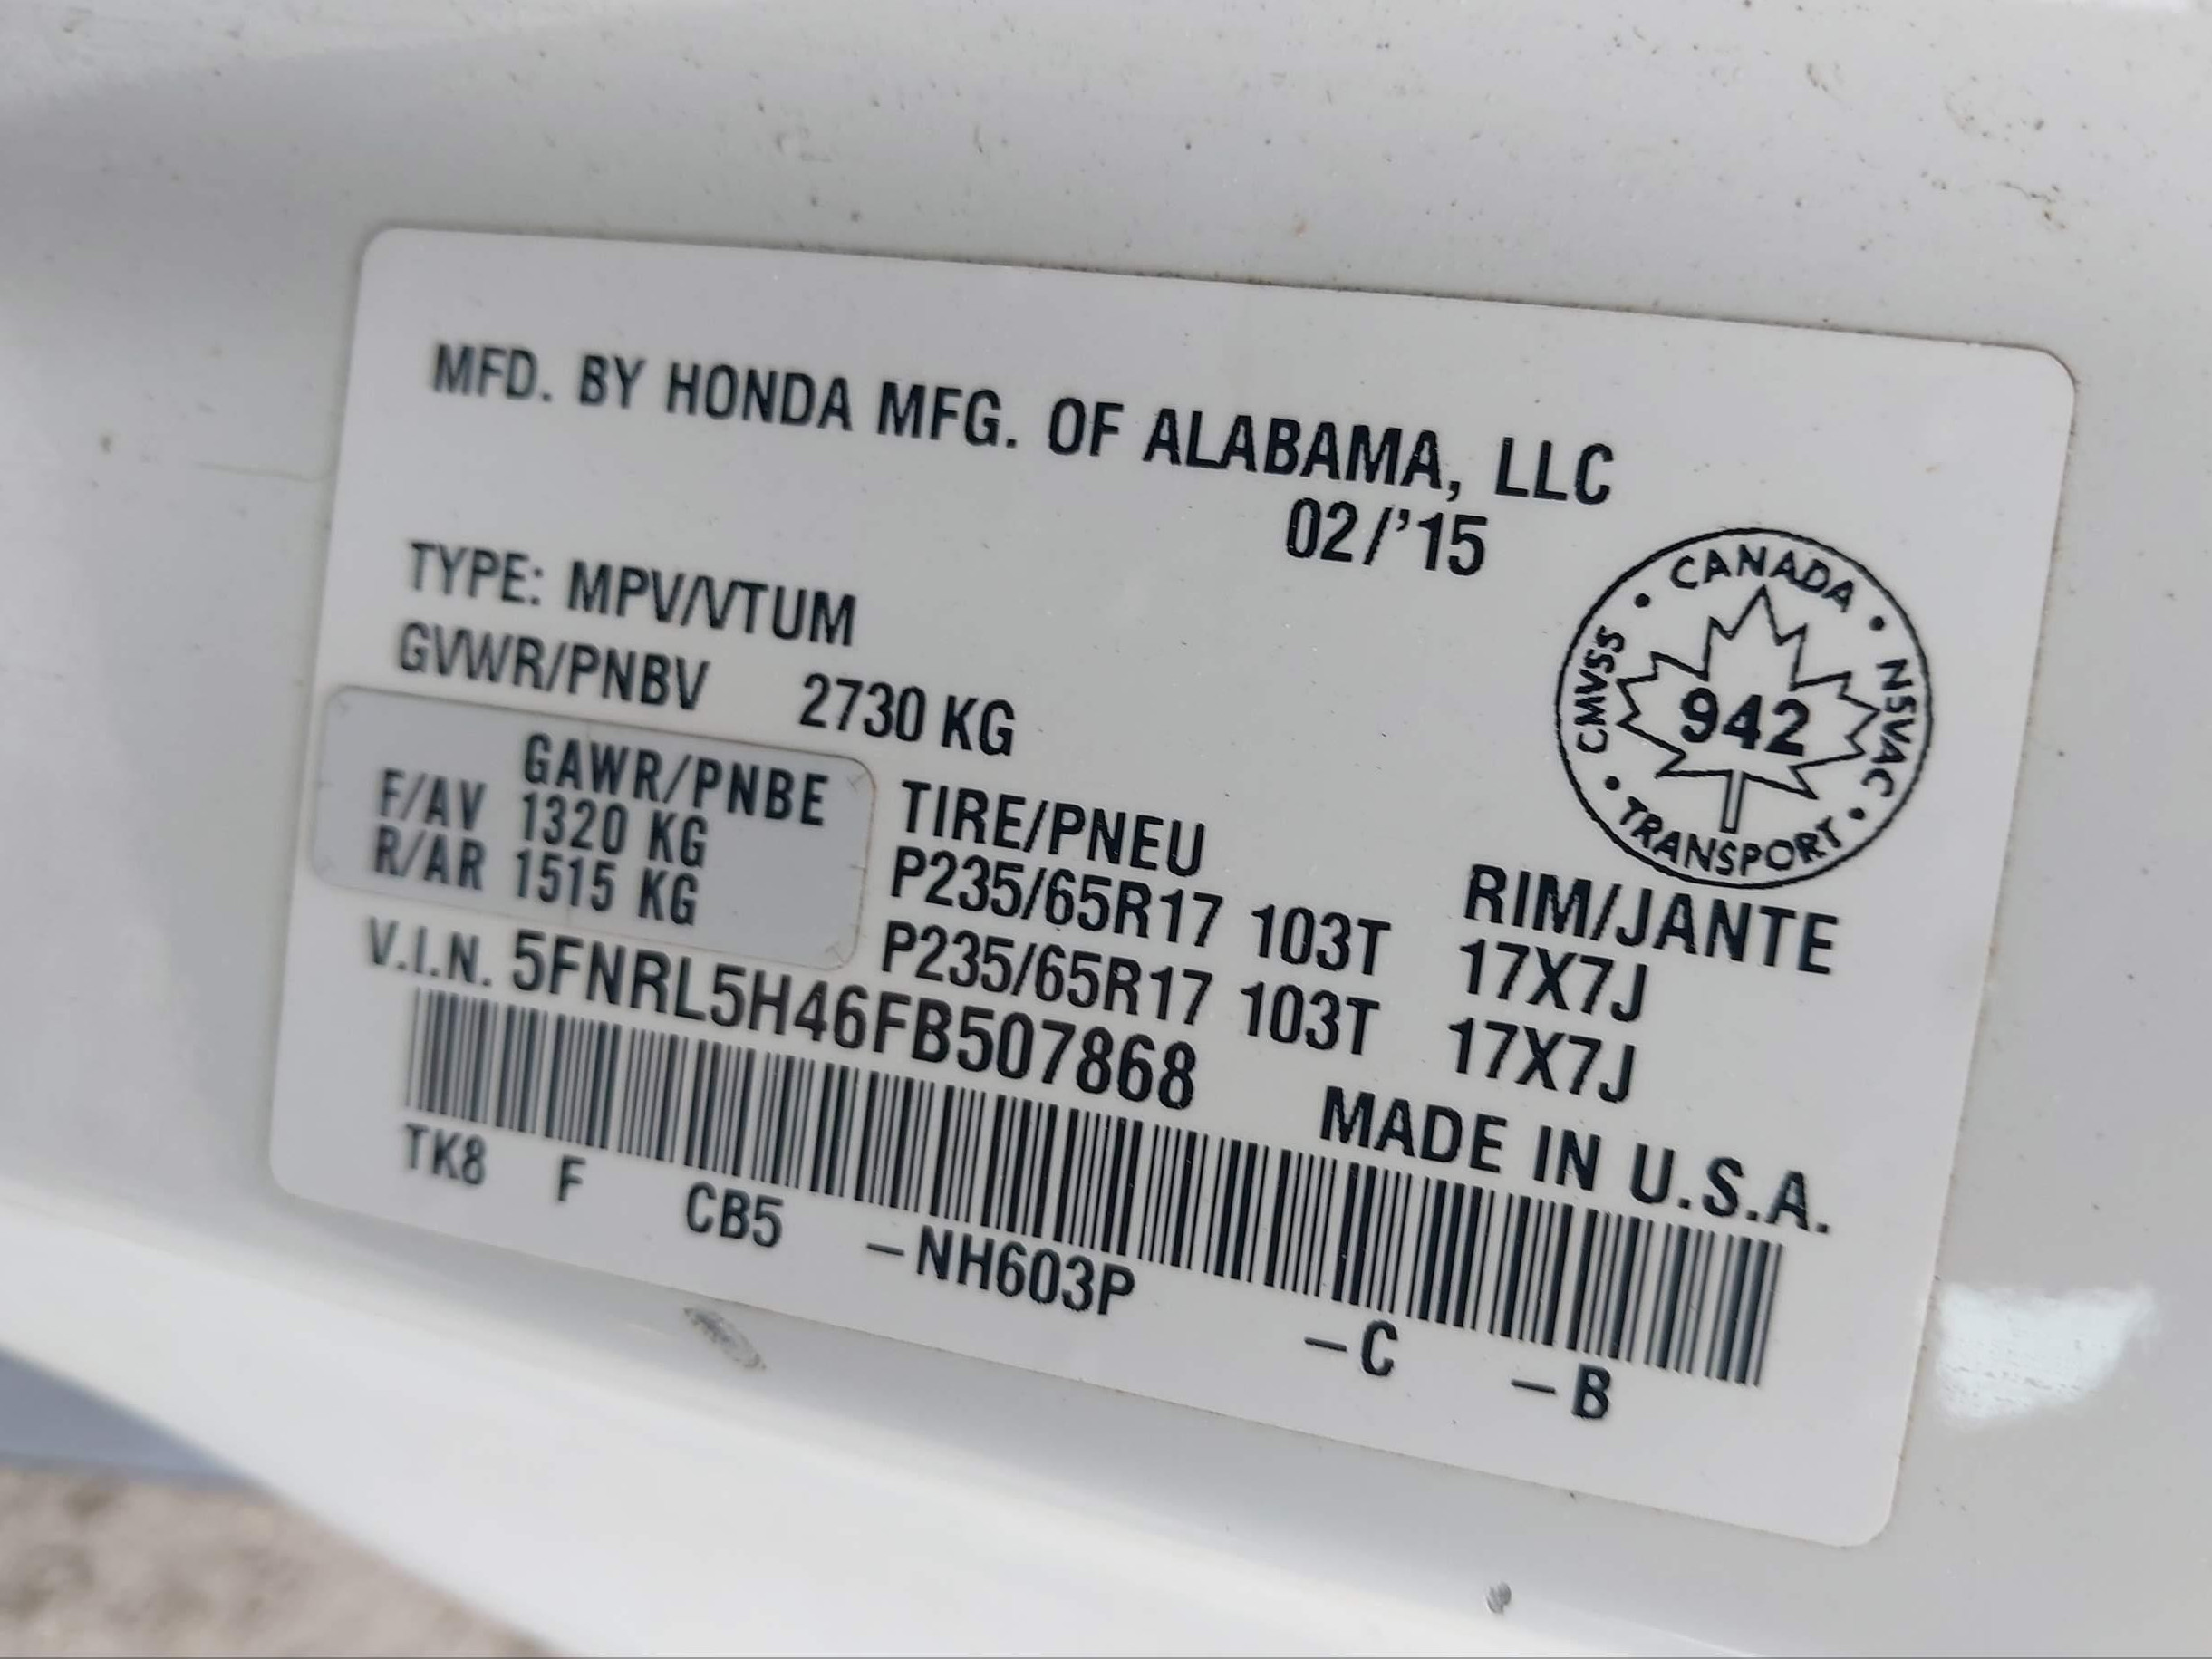 MFD. BY HONDA MFG. OF ALABAMA, LLC
02/'15
TYPE: MPV/VTUM
GVWR/PNBV 2730 KG
CANADA • NSVAC • TRANSPORT • CMVSS •
942
GAWR/PNBE TIRE/PNEU RIM/JANTE
F/AV 1320 KG P235/65R17 103T 17X7J
R/AR 1515 KG P235/65R17 103T 17X7J
V.I.N. 5FNRL5H46FB507868 MADE IN U.S.A.
TK8 F CB5 –NH603P –C –B